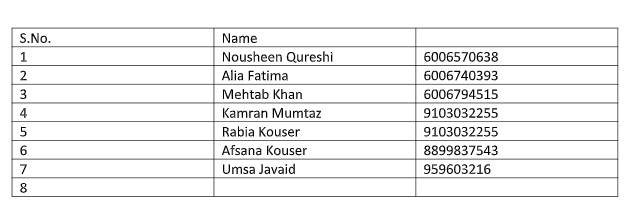 S.No. Name
1 Nousheen Qureshi 6006570638
2 Alia Fatima 6006740393
3 Mehtab Khan 6006794515
4 Kamran Mumtaz 9103032255
5 Rabia Kouser 9103032255
6 Afsana Kouser 8899837543
7 Umsa Javaid 959603216
8